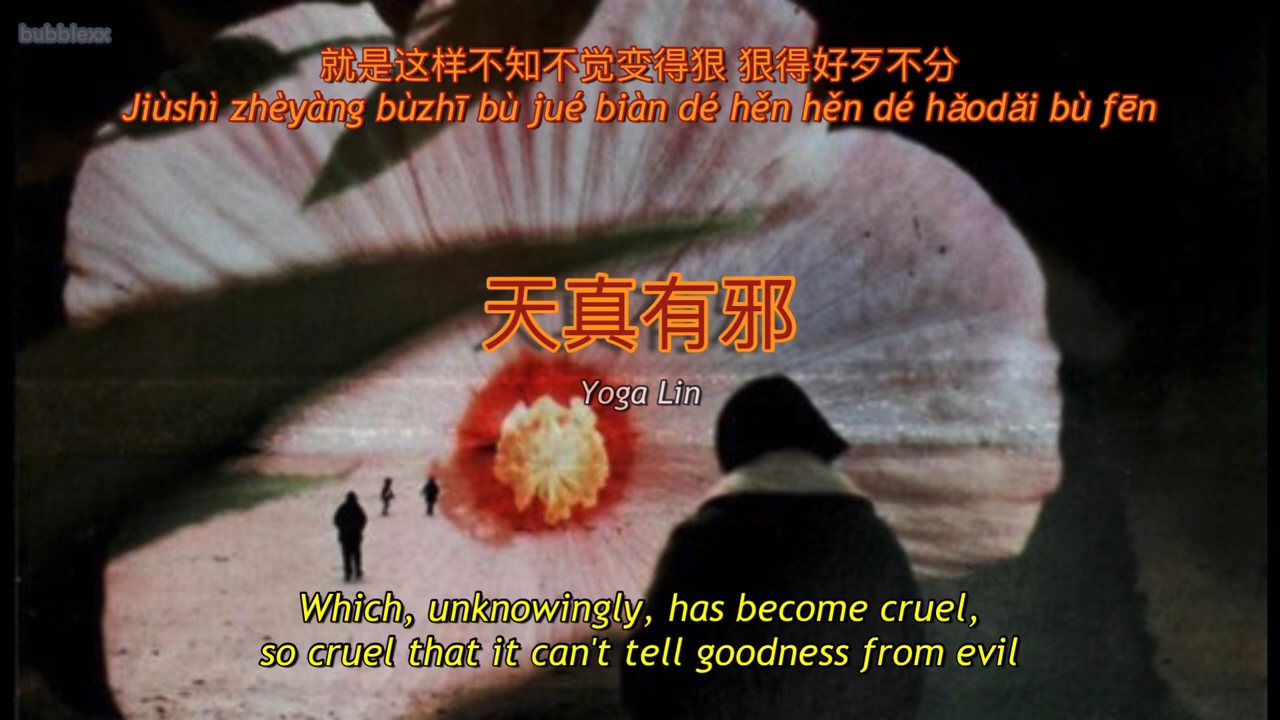 bubblexx
就是这样不知不觉变得狠 狠得好歹不分
Jiùshì zhèyàng bùzhī bù jué biàn dé hěn hěn dé hǎodǎi bù fēn
天真有邪
Yoga Lin
Which, unknowingly, has become cruel,
so cruel that it can't tell goodness from evil